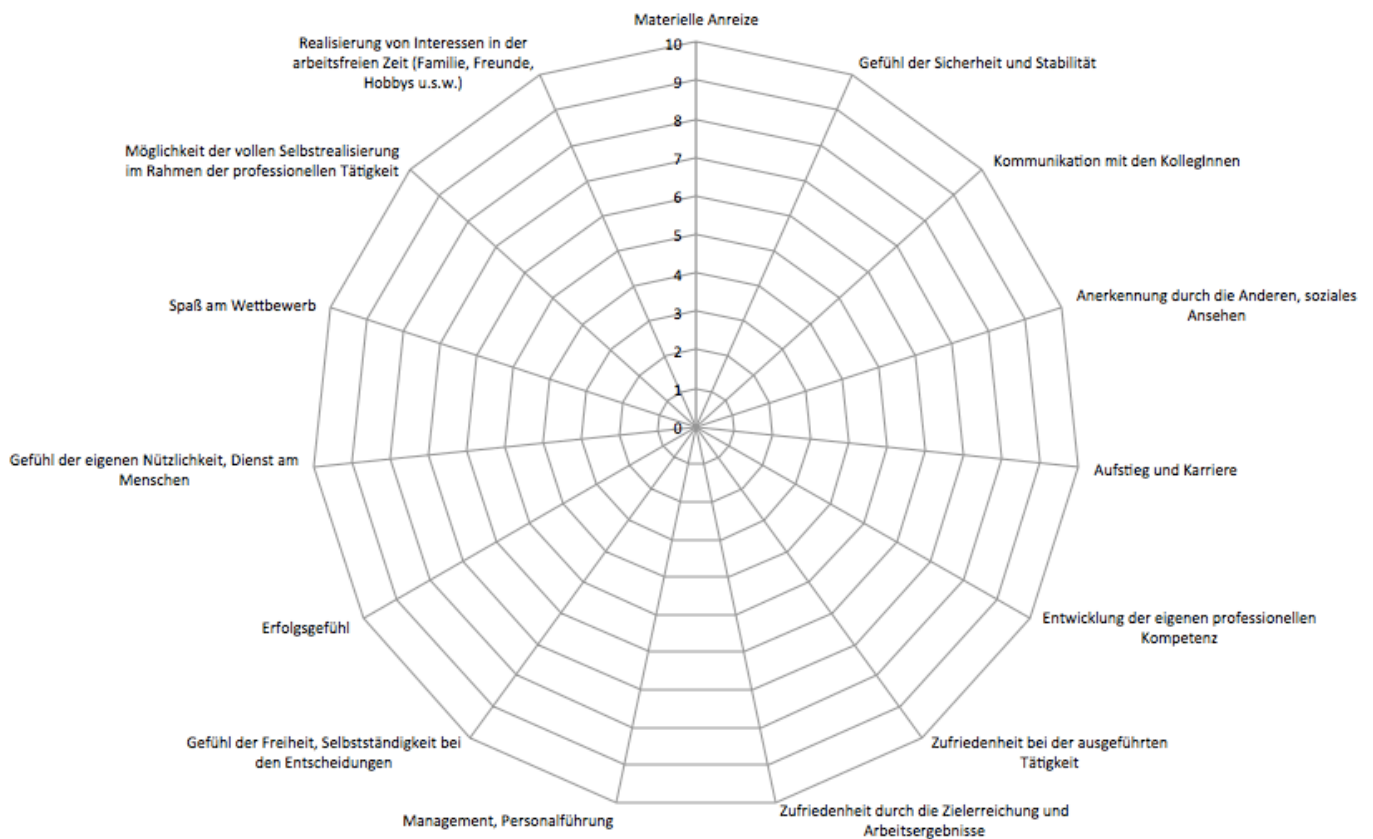 Materielle Anreize
10
9
8
7
6
5
4
3
2
1
0
Gefühl der Sicherheit und Stabilität
Kommunikation mit den KollegInnen
Anerkennung durch die Anderen, soziales
Ansehen
Aufstieg und Karriere
Entwicklung der eigenen professionellen
Kompetenz
Zufriedenheit bei der ausgeführten
Tätigkeit
Zufriedenheit durch die Zielerreichung und
Arbeitsergebnisse
Management, Personalführung
Gefühl der Freiheit, Selbstständigkeit bei
den Entscheidungen
Erfolgsgefühl
Gefühl der eigenen Nützlichkeit, Dienst am
Menschen
Spaß am Wettbewerb
Möglichkeit der vollen Selbstrealisierung
im Rahmen der professionellen Tätigkeit
Realisierung von Interessen in der
arbeitsfreien Zeit (Familie, Freunde,
Hobbys u.s.w.)